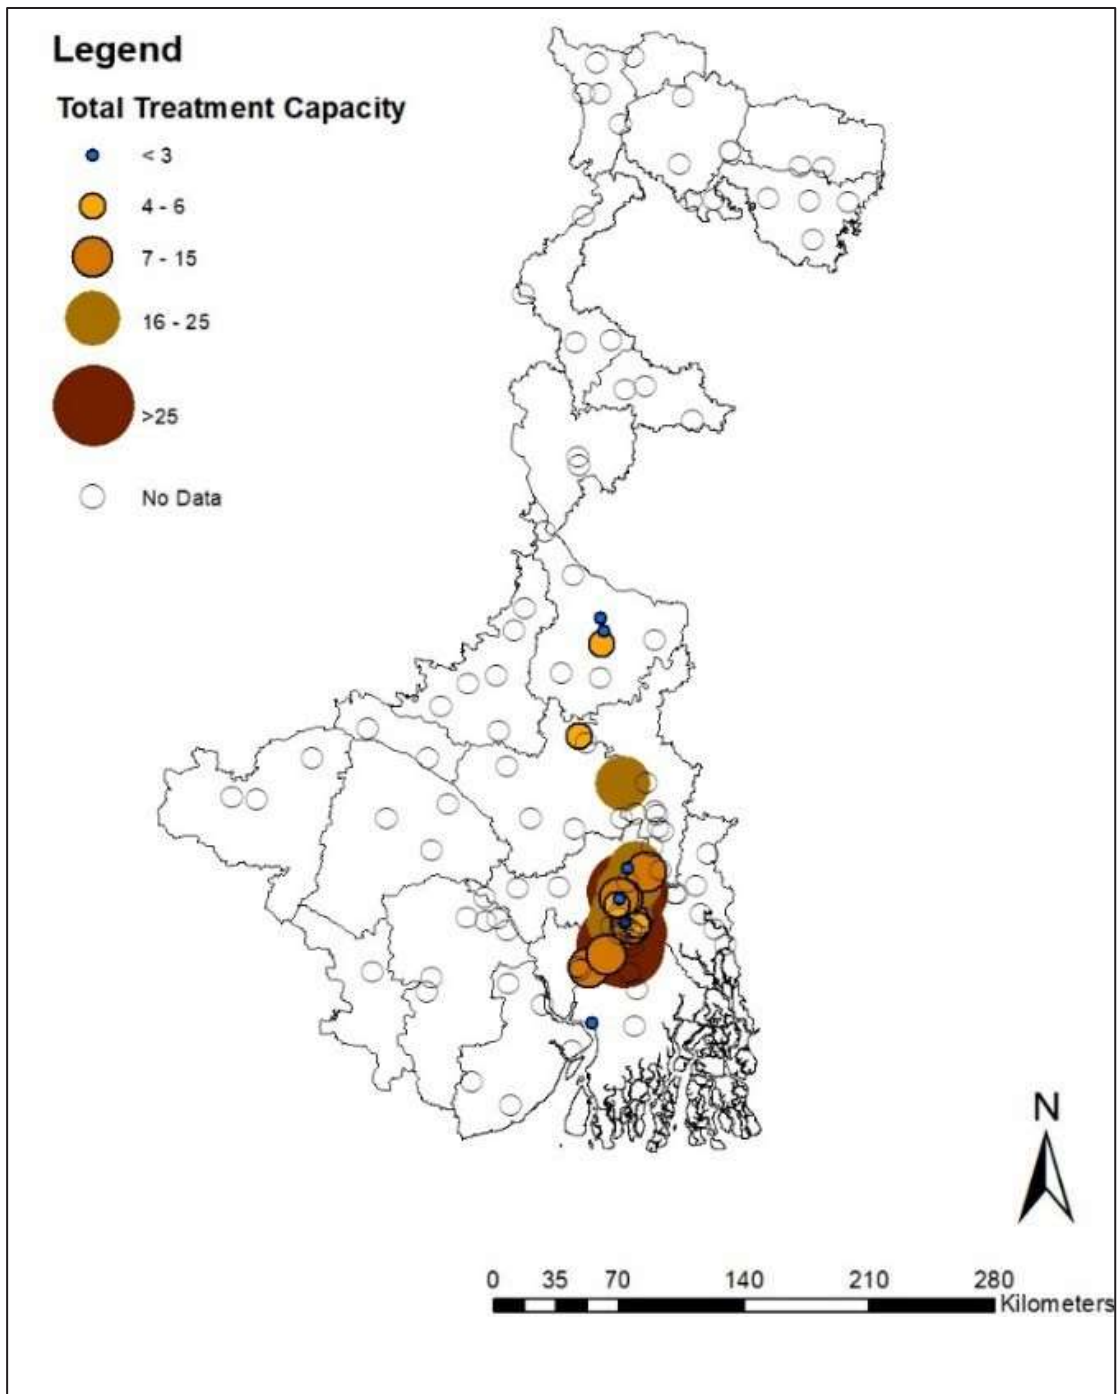 Legend
Total Treatment Capacity
< 3
4 - 6
7 - 15
16 - 25
>25
No Data
N
0 35 70 140 210 280
Kilometers